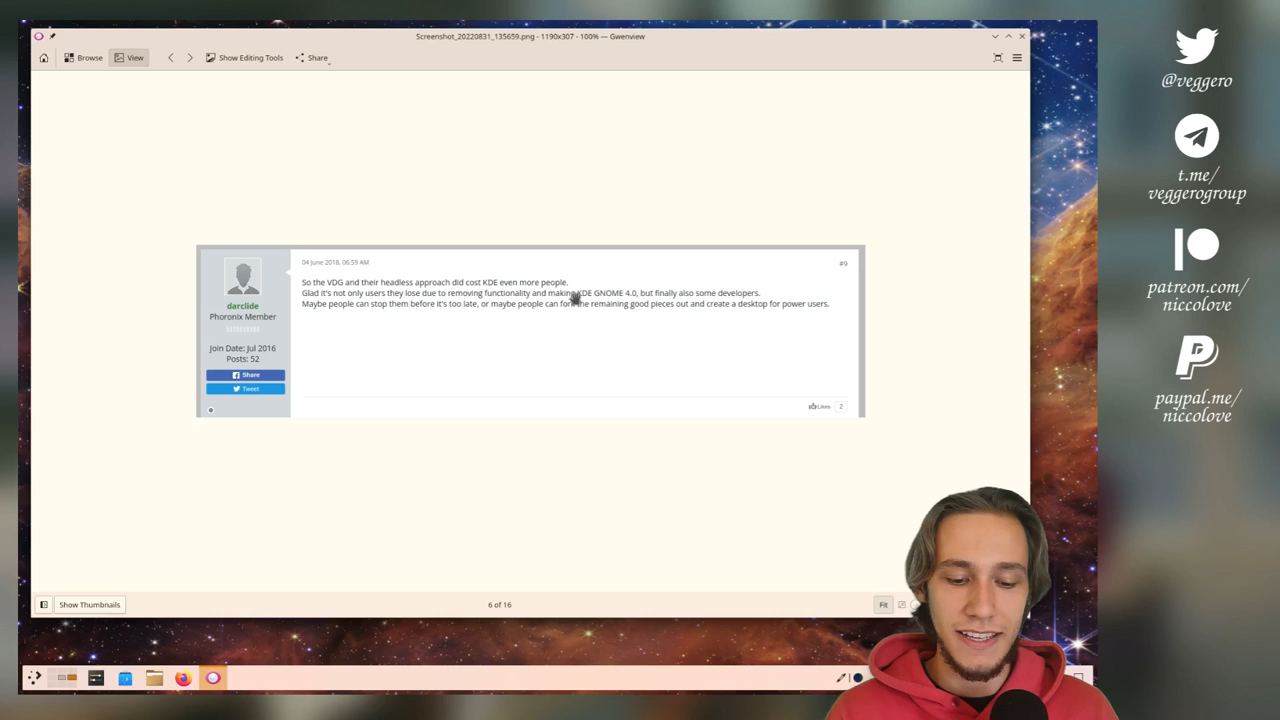 Screenshot_20220831_135659.png - 1190x307 - 100% — Gwenview
Browse
View
Show Editing Tools
Share
04 June 2018, 06:59 AM
#9
So the VDG and their headless approach did cost KDE even more people.
Glad it's not only users they lose due to removing functionality and making KDE GNOME 4.0, but finally also some developers.
Maybe people can stop them before it's too late, or maybe people can fork the remaining good pieces out and create a desktop for power users.
darclide
Phoronix Member
Join Date: Jul 2016
Posts: 52
Share
Tweet
Likes 2
Show Thumbnails
6 of 16
Fit
@veggero
t.me/
veggerogroup
patreon.com/
niccolove
paypal.me/
niccolove